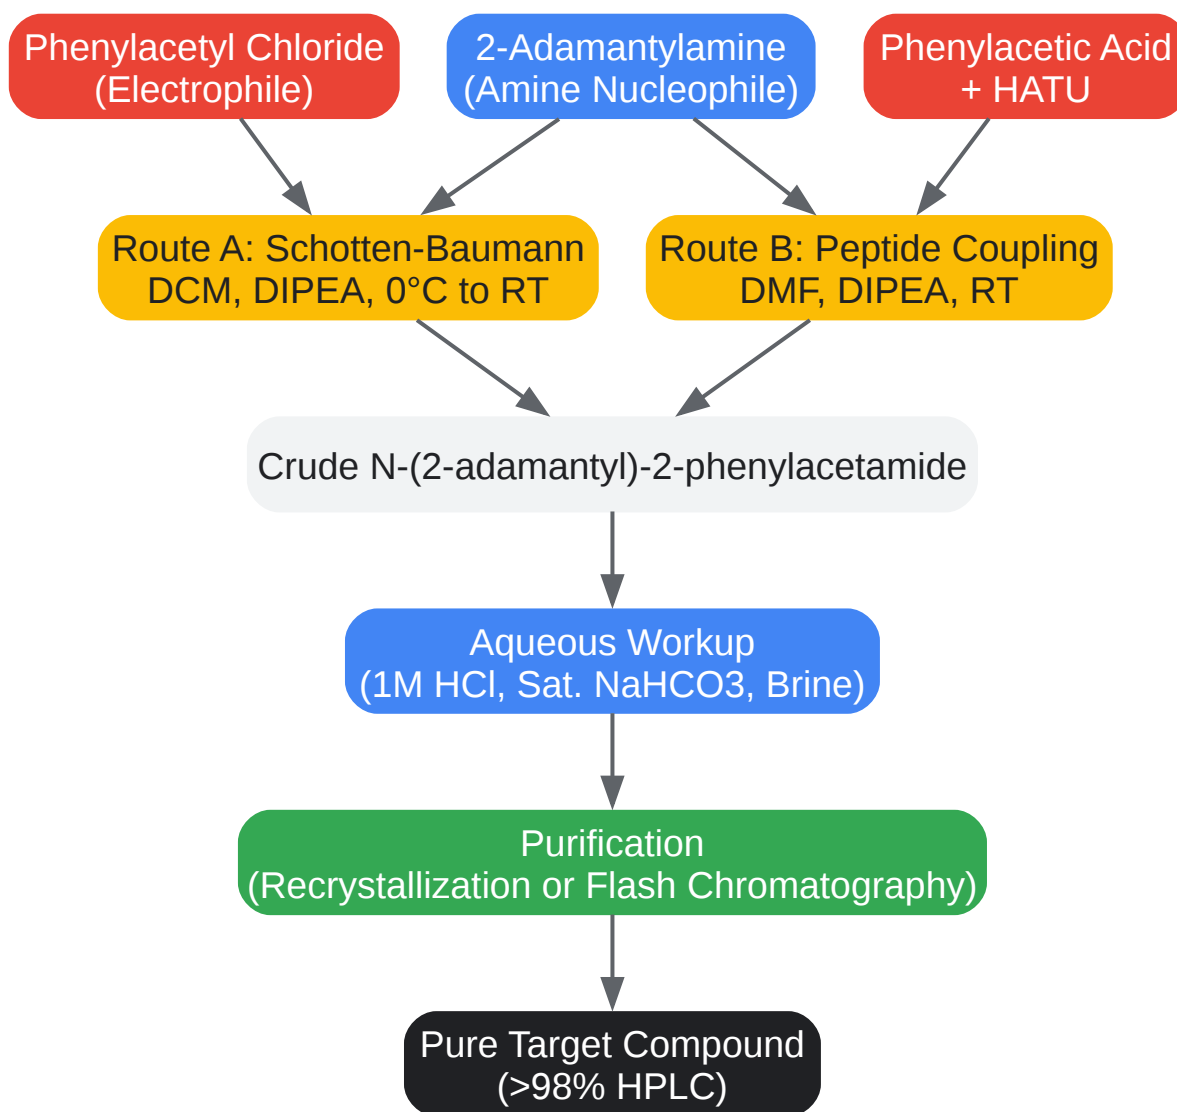 Phenylacetyl Chloride
(Electrophile)
2-Adamantylamine
(Amine Nucleophile)
Phenylacetic Acid
+ HATU
Route A: Schotten-Baumann
DCM, DIPEA, 0°C to RT
Route B: Peptide Coupling
DMF, DIPEA, RT
Crude N-(2-adamantyl)-2-phenylacetamide
Aqueous Workup
(1M HCl, Sat. NaHCO3, Brine)
Purification
(Recrystallization or Flash Chromatography)
Pure Target Compound
(>98% HPLC)